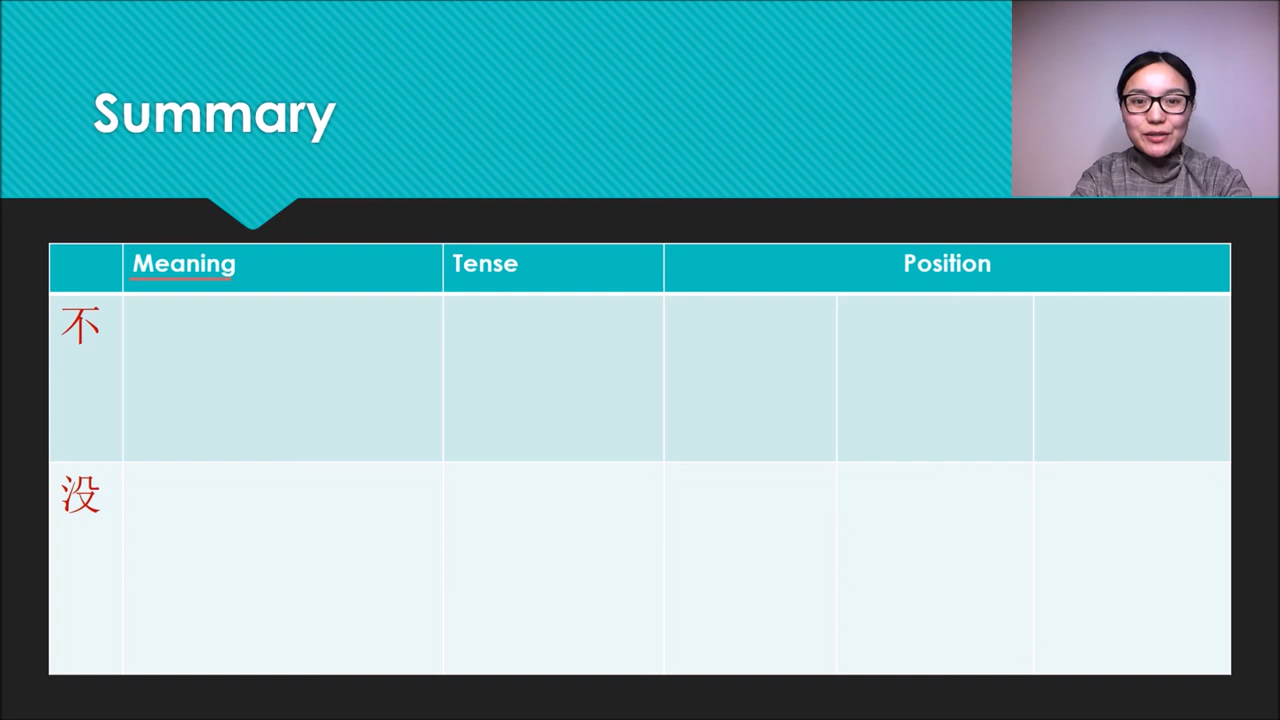 Summary
Meaning Tense Position
不
没